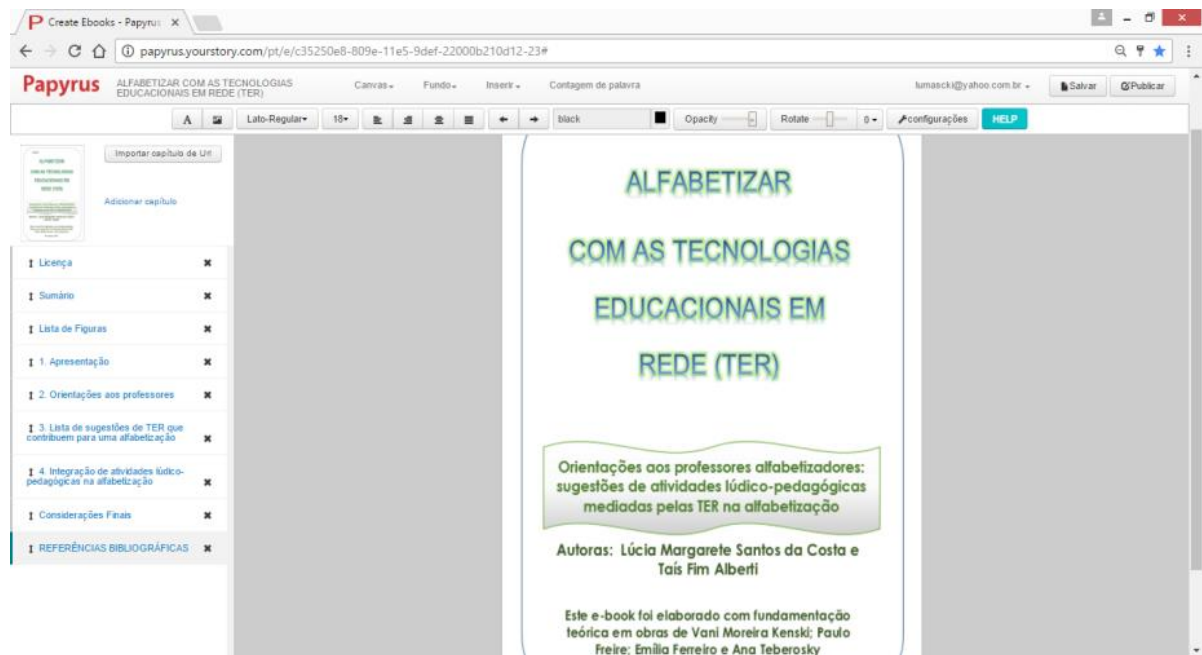 Create Ebooks - Papyrus
papyrus.yourstory.com/pt/e/c35250e8-809e-11e5-9def-22000b210d12-23#
Papyrus
ALFABETIZAR COM AS TECNOLOGIAS
EDUCACIONAIS EM REDE (TER)
Canvas
Fundo
Inserir
Contagem de palavra
lumascki@yahoo.com.br
Salvar
Publicar
A
Lato-Regular
18
black
Opacity
Rotate
0
configurações
HELP
Importar capítulo de Url
Adicionar capítulo
Licença
Sumário
Lista de Figuras
1. Apresentação
2. Orientações aos professores
3. Lista de sugestões de TER que
contribuem para uma alfabetização
4. Integração de atividades lúdico-
pedagógicas na alfabetização
Considerações Finais
REFERÊNCIAS BIBLIOGRÁFICAS
ALFABETIZAR
COM AS TECNOLOGIAS
EDUCACIONAIS EM
REDE (TER)
Orientações aos professores alfabetizadores:
sugestões de atividades lúdico-pedagógicas
mediadas pelas TER na alfabetização
Autoras: Lúcia Margarete Santos da Costa e
Taís Fim Alberti
Este e-book foi elaborado com fundamentação
teórica em obras de Vani Moreira Kenski; Paulo
Freire; Emília Ferreiro e Ana Teberosky